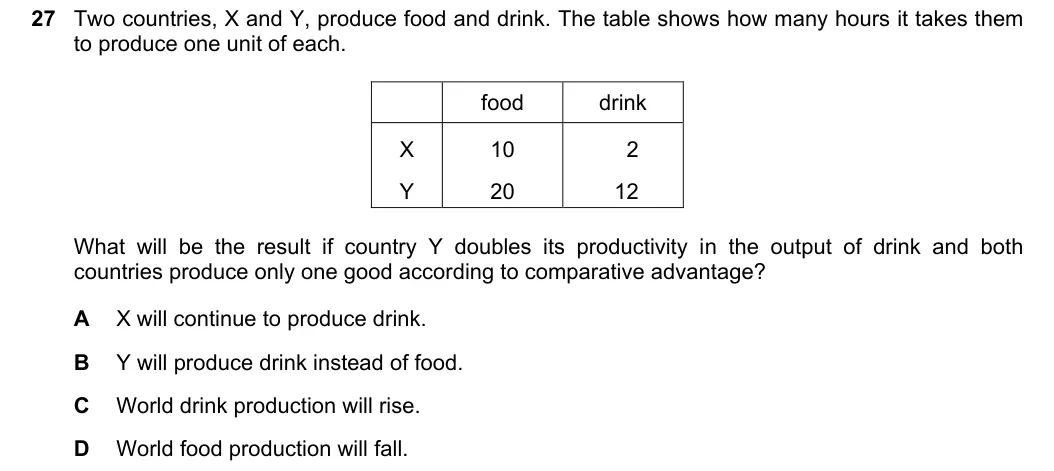 27 Two countries, X and Y, produce food and drink. The table shows how many hours it takes them
to produce one unit of each.
food drink
X 10 2
Y 20 12
What will be the result if country Y doubles its productivity in the output of drink and both
countries produce only one good according to comparative advantage?
A X will continue to produce drink.
B Y will produce drink instead of food.
C World drink production will rise.
D World food production will fall.